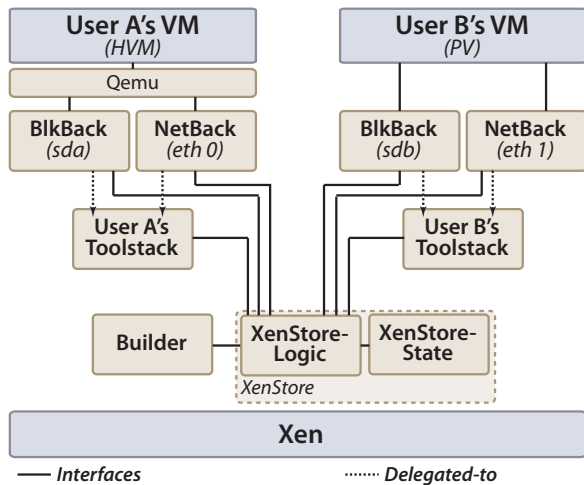 User A's VM
(HVM)
User B's VM
(PV)
Qemu
BlkBack
(sda)
NetBack
(eth 0)
BlkBack
(sdb)
NetBack
(eth 1)
User A's
Toolstack
User B's
Toolstack
Builder
XenStore-
Logic
XenStore-
State
XenStore
Xen
Interfaces
Delegated-to